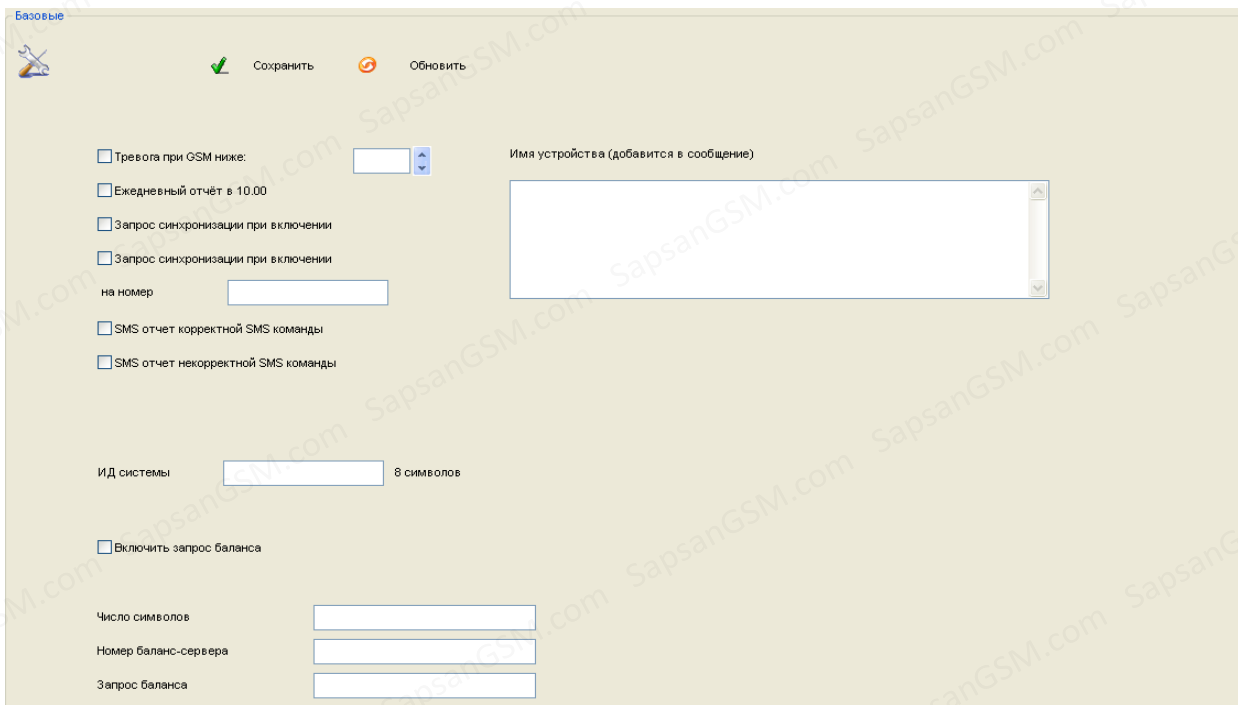 Базовые
Сохранить Обновить
Тревога при GSM ниже:
Имя устройства (добавится в сообщение)
Ежедневный отчёт в 10.00
Запрос синхронизации при включении
Запрос синхронизации при включении
на номер
SMS отчет корректной SMS команды
SMS отчет некорректной SMS команды
ИД системы 8 символов
Включить запрос баланса
Число символов
Номер баланс-сервера
Запрос баланса
SapsanGSM.com